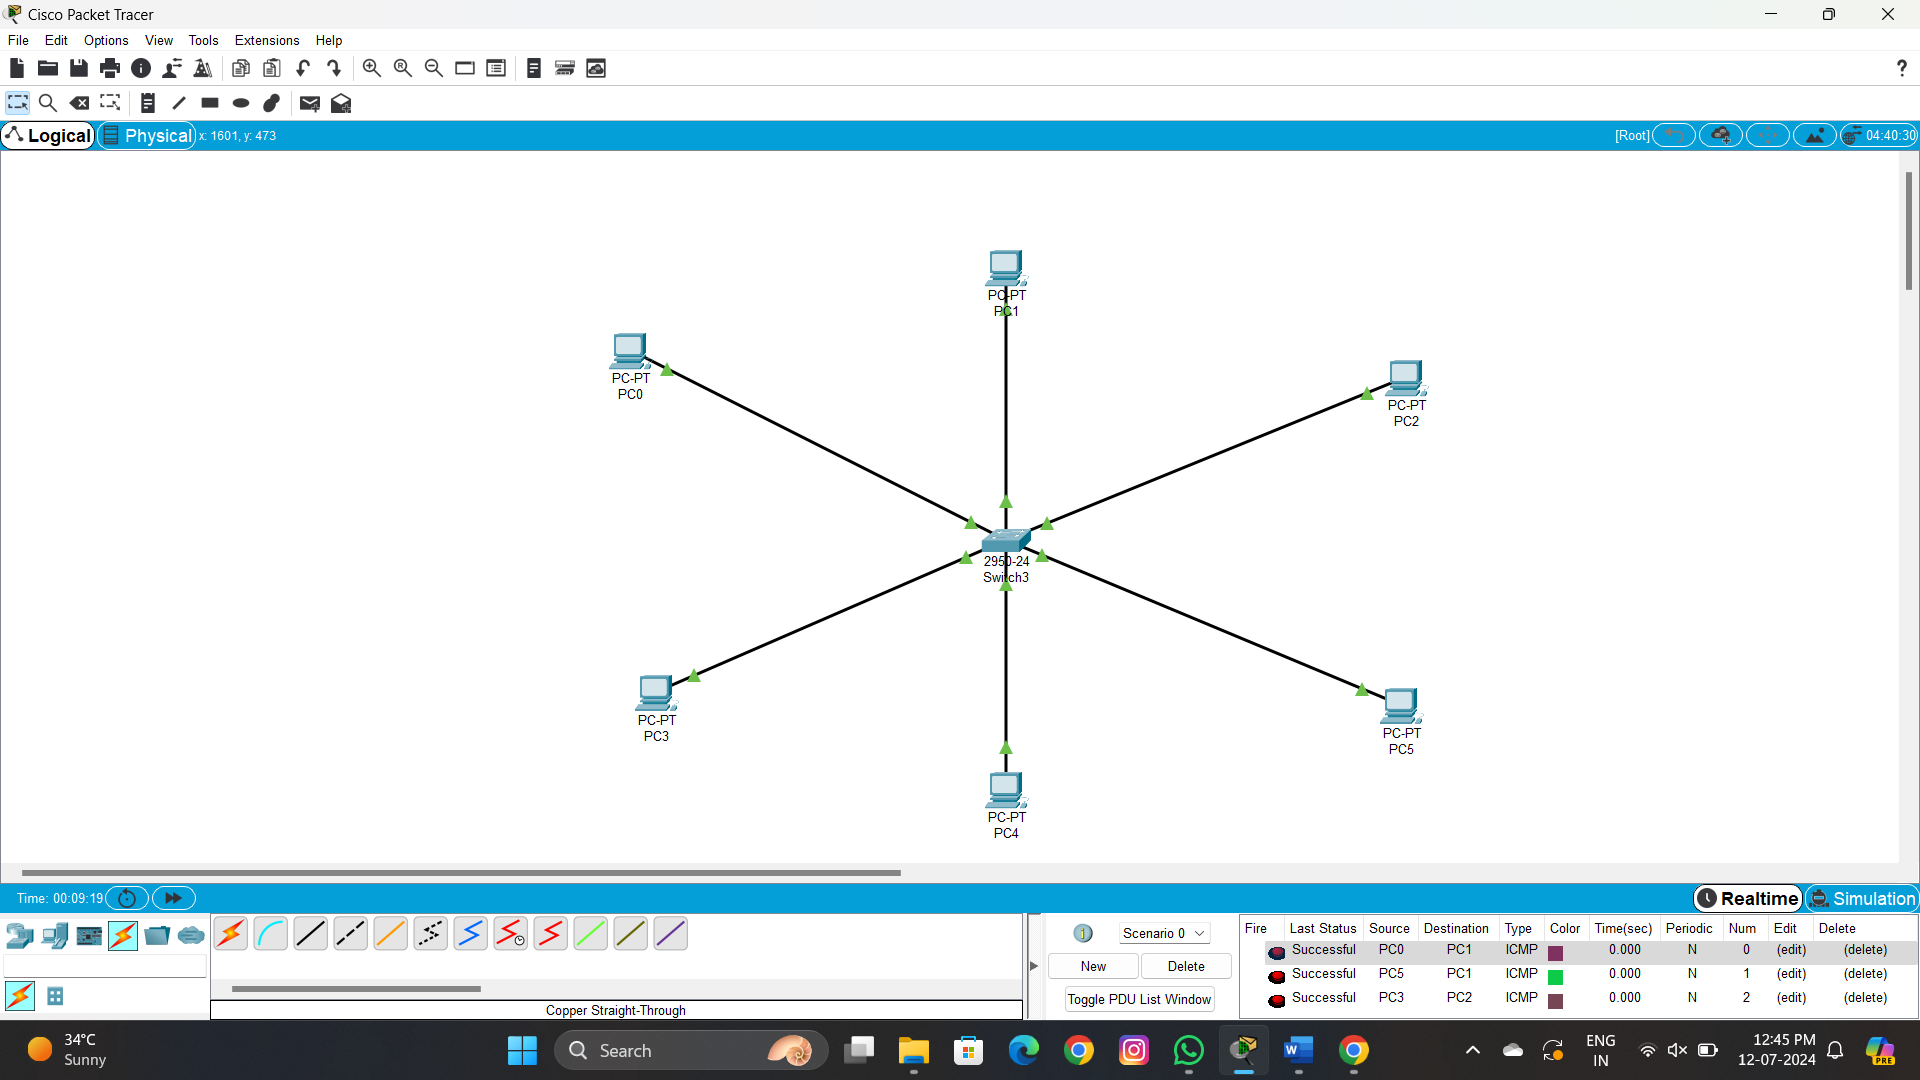 Cisco Packet Tracer
File Edit Options View Tools Extensions Help
?
Logical Physical x: 1601, y: 473 [Root] 04:40:30
PC-PT
PC1
PC-PT
PC0
PC-PT
PC2
2950-24
Switch3
PC-PT
PC3
PC-PT
PC5
PC-PT
PC4
Time: 00:09:19 Realtime Simulation
Scenario 0
New Delete
Toggle PDU List Window
Copper Straight-Through
Fire Last Status Source Destination Type Color Time(sec) Periodic Num Edit Delete
Successful PC0 PC1 ICMP 0.000 N 0 (edit) (delete)
Successful PC5 PC1 ICMP 0.000 N 1 (edit) (delete)
Successful PC3 PC2 ICMP 0.000 N 2 (edit) (delete)
34°C
Sunny
Search
ENG
IN
12:45 PM
12-07-2024
PRE